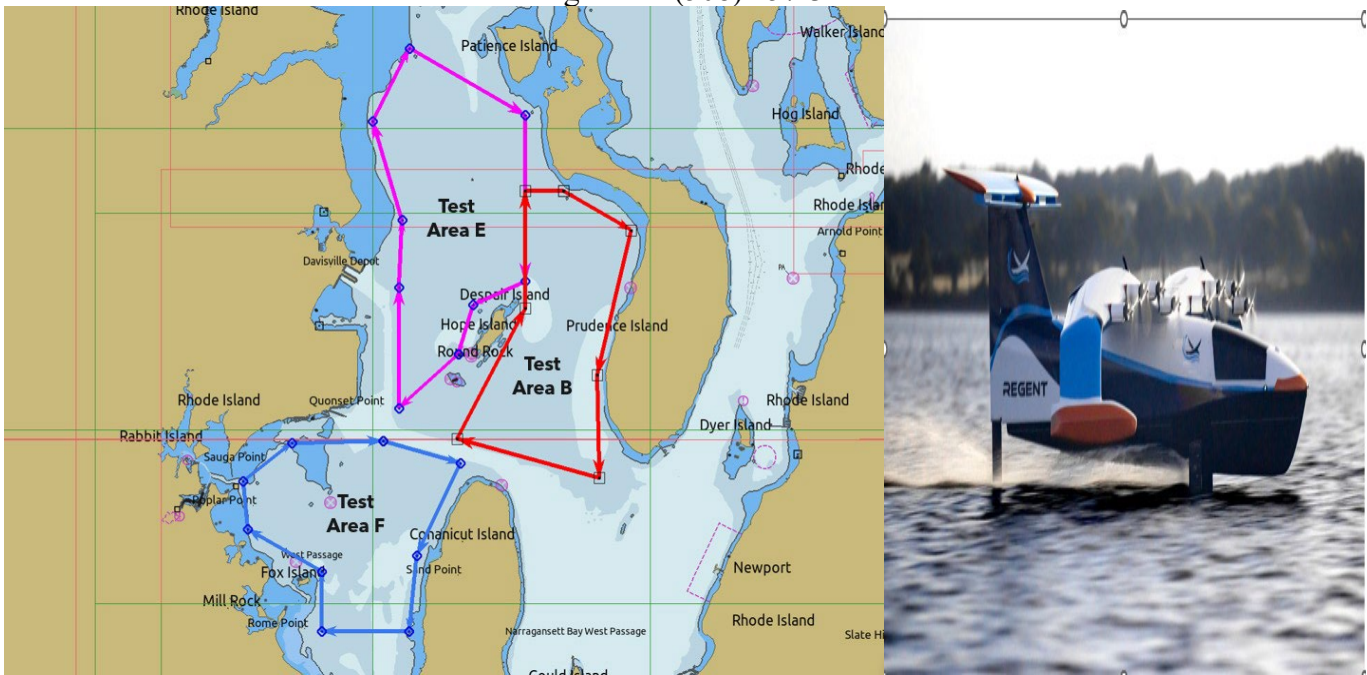 Rhode Island
Patience Island
Walker Island
Hog Island
Rhode
Rhode Islan
Arnold Point
PA
Test
Area E
Davisville Depot
Despair Island
Hope Island
Prudence Island
Round Rock
Test
Area B
Rhode Island
Quonset Point
Rhode Island
Dyer Island
Rabbit Island
Sauga Point
Poplar Point
Test
Area F
Conanicut Island
West Passage
Fox Island
Sand Point
Newport
Mill Rock
Rome Point
Narragansett Bay West Passage
Rhode Island
Slate Hi
Gould Island
REGENT